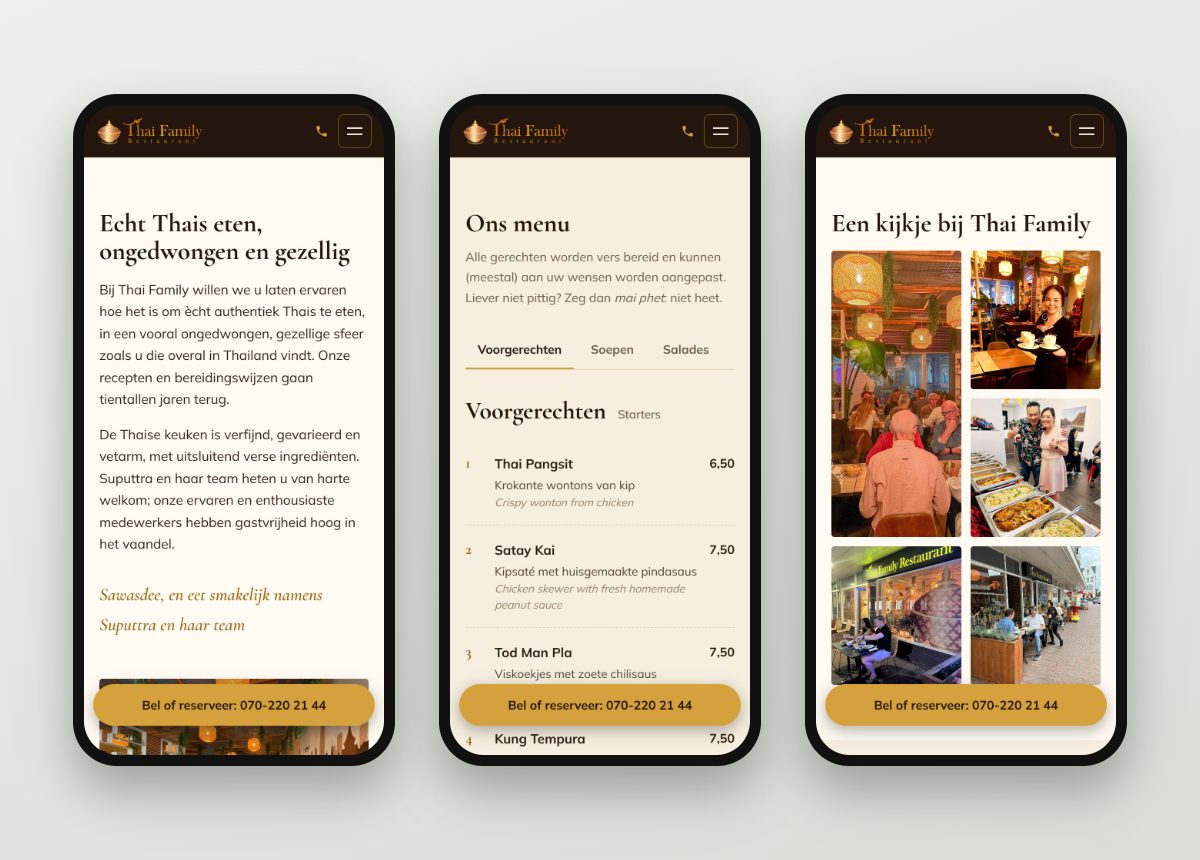 Thai Family
Restaurant
Echt Thais eten,
ongedwongen en gezellig
Bij Thai Family willen we u laten ervaren
hoe het is om ècht authentiek Thais te eten,
in een vooral ongedwongen, gezellige sfeer
zoals u die overal in Thailand vindt. Onze
recepten en bereidingswijzen gaan
tientallen jaren terug.
De Thaise keuken is verfijnd, gevarieerd en
vetarm, met uitsluitend verse ingrediënten.
Suputtra en haar team heten u van harte
welkom; onze ervaren en enthousiaste
medewerkers hebben gastvrijheid hoog in
het vaandel.
Sawasdee, en eet smakelijk namens
Suputtra en haar team
Bel of reserveer: 070-220 21 44
Thai Family
Restaurant
Ons menu
Alle gerechten worden vers bereid en kunnen
(meestal) aan uw wensen worden aangepast.
Liever niet pittig? Zeg dan mai phet: niet heet.
Voorgerechten Soepen Salades
Voorgerechten Starters
1 Thai Pangsit 6,50
Krokante wontons van kip
Crispy wonton from chicken
2 Satay Kai 7,50
Kipsaté met huisgemaakte pindasaus
Chicken skewer with fresh homemade
peanut sauce
3 Tod Man Pla 7,50
Viskoekjes met zoete chilisaus
Bel of reserveer: 070-220 21 44
4 Kung Tempura 7,50
Thai Family
Restaurant
Een kijkje bij Thai Family
Family Restaurant
Bel of reserveer: 070-220 21 44